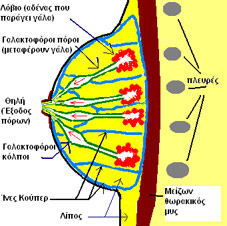 Λόβιο (αδένας που
παράγει γάλα)
Γαλακτοφόροι πόροι
(μεταφέρουν γάλα)
πλευρές
Θηλή
(Έξοδος
πόρων)
Γαλακτοφόροι
κόλποι
Ίνες Κούπερ
Λίπος
Μείζων
θωρακικός
μυς